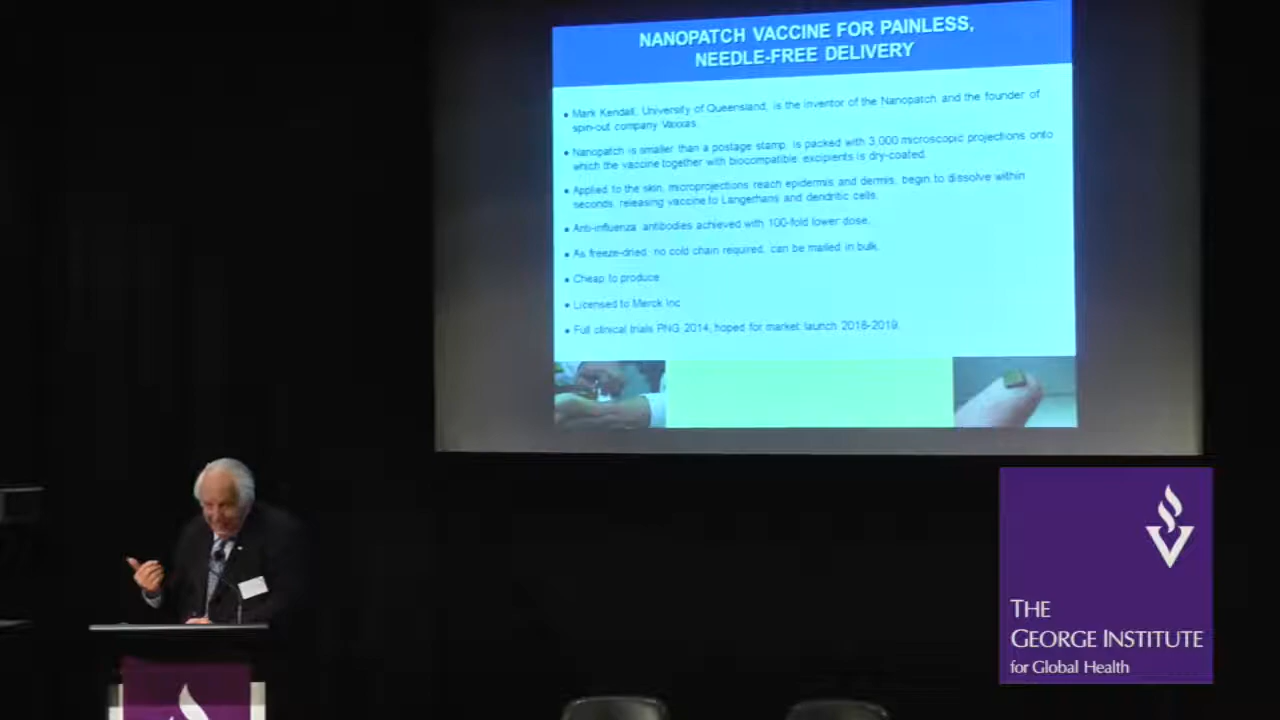 NANOPATCH VACCINE FOR PAINLESS,
NEEDLE-FREE DELIVERY
• Mark Kendall, University of Queensland, is the inventor of the Nanopatch and the founder of
spin-out company Vaxxas.
• Nanopatch is smaller than a postage stamp, is packed with 3,000 microscopic projections onto
which the vaccine together with biocompatible excipients is dry-coated.
• Applied to the skin, microprojections reach epidermis and dermis, begin to dissolve within
seconds, releasing vaccine to Langerhans and dendritic cells.
• Anti-influenza antibodies achieved with 100-fold lower dose.
• As freeze-dried, no cold chain required, can be mailed in bulk.
• Cheap to produce
• Licensed to Merck Inc
• Full clinical trials PNG 2014, hoped for market launch 2018-2019.
THE
GEORGE INSTITUTE
for Global Health